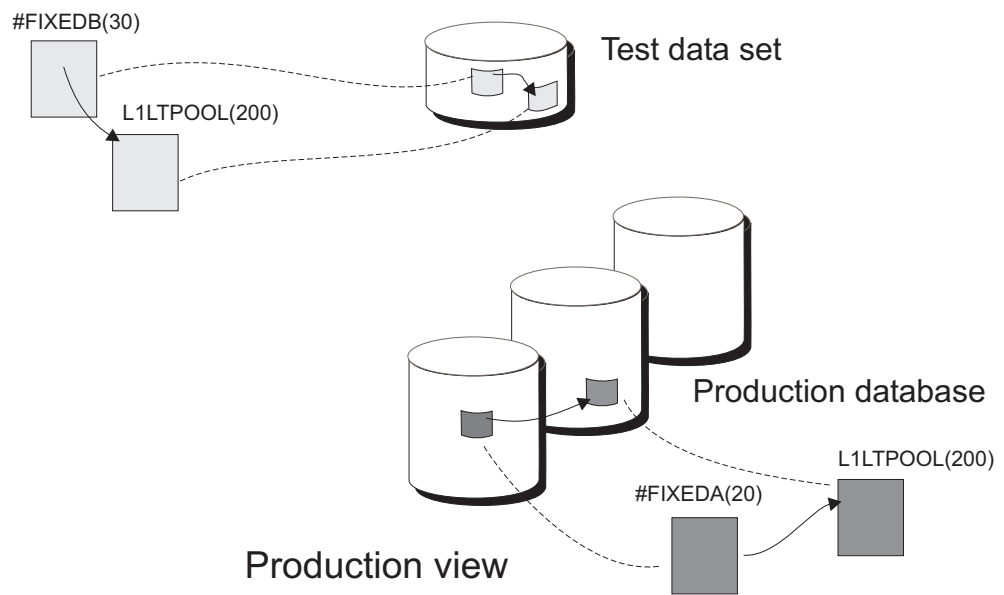 #FIXEDB(30)
Test data set
L1LTPOOL(200)
Production database
L1LTPOOL(200)
#FIXEDA(20)
Production view